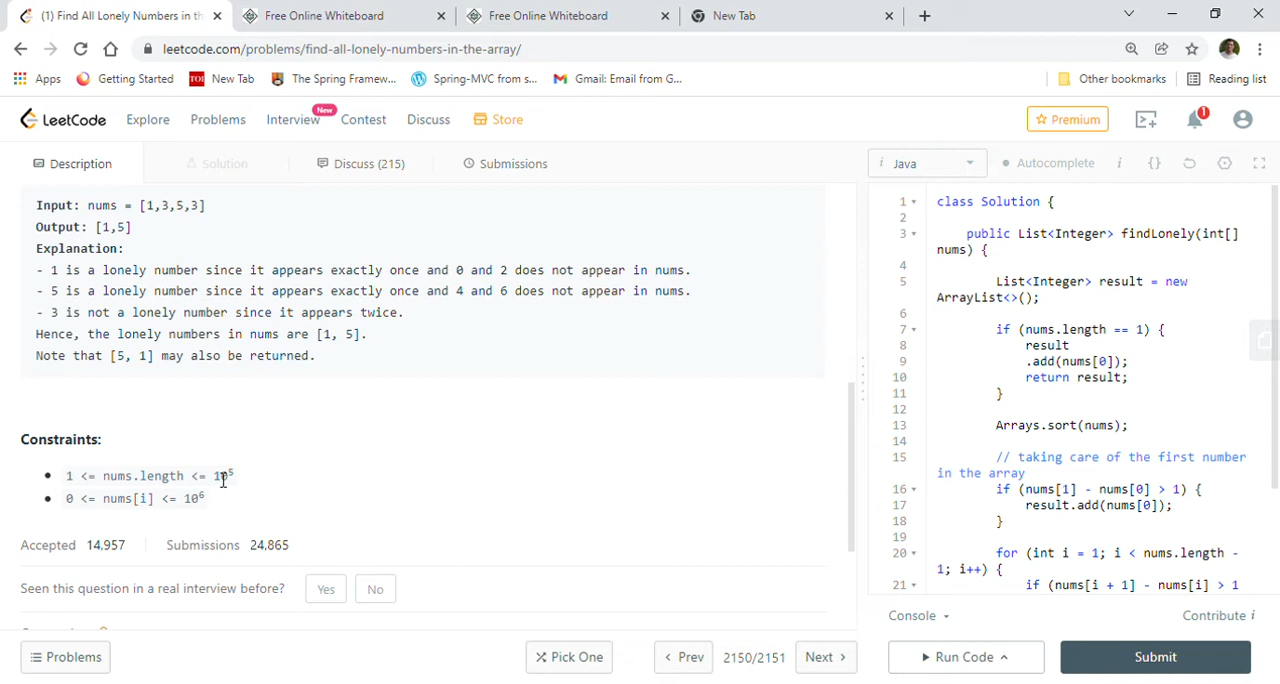 (1) Find All Lonely Numbers in th
Free Online Whiteboard
Free Online Whiteboard
New Tab
leetcode.com/problems/find-all-lonely-numbers-in-the-array/
Apps
Getting Started
TOI
New Tab
The Spring Framew...
Spring-MVC from s...
Gmail: Email from G...
Other bookmarks
Reading list
LeetCode
Explore
Problems
Interview
New
Contest
Discuss
Store
Premium
1
Description
Solution
Discuss (215)
Submissions
i Java
Autocomplete
i
{}
Input: nums = [1,3,5,3]
Output: [1,5]
Explanation:
- 1 is a lonely number since it appears exactly once and 0 and 2 does not appear in nums.
- 5 is a lonely number since it appears exactly once and 4 and 6 does not appear in nums.
- 3 is not a lonely number since it appears twice.
Hence, the lonely numbers in nums are [1, 5].
Note that [5, 1] may also be returned.
Constraints:
• 1 <= nums.length <= 10⁵
• 0 <= nums[i] <= 10⁶
Accepted 14,957
Submissions 24,865
Seen this question in a real interview before?
Yes
No
1 class Solution {
2
3 public List<Integer> findLonely(int[]
nums) {
4
5 List<Integer> result = new
ArrayList<>();
6
7 if (nums.length == 1) {
8 result
9 .add(nums[0]);
10 return result;
11 }
12
13 Arrays.sort(nums);
14
15 // taking care of the first number
in the array
16 if (nums[1] - nums[0] > 1) {
17 result.add(nums[0]);
18 }
19
20 for (int i = 1; i < nums.length -
1; i++) {
21 if (nums[i + 1] - nums[i] > 1
Console
Contribute i
Problems
Pick One
Prev
2150/2151
Next
Run Code
Submit